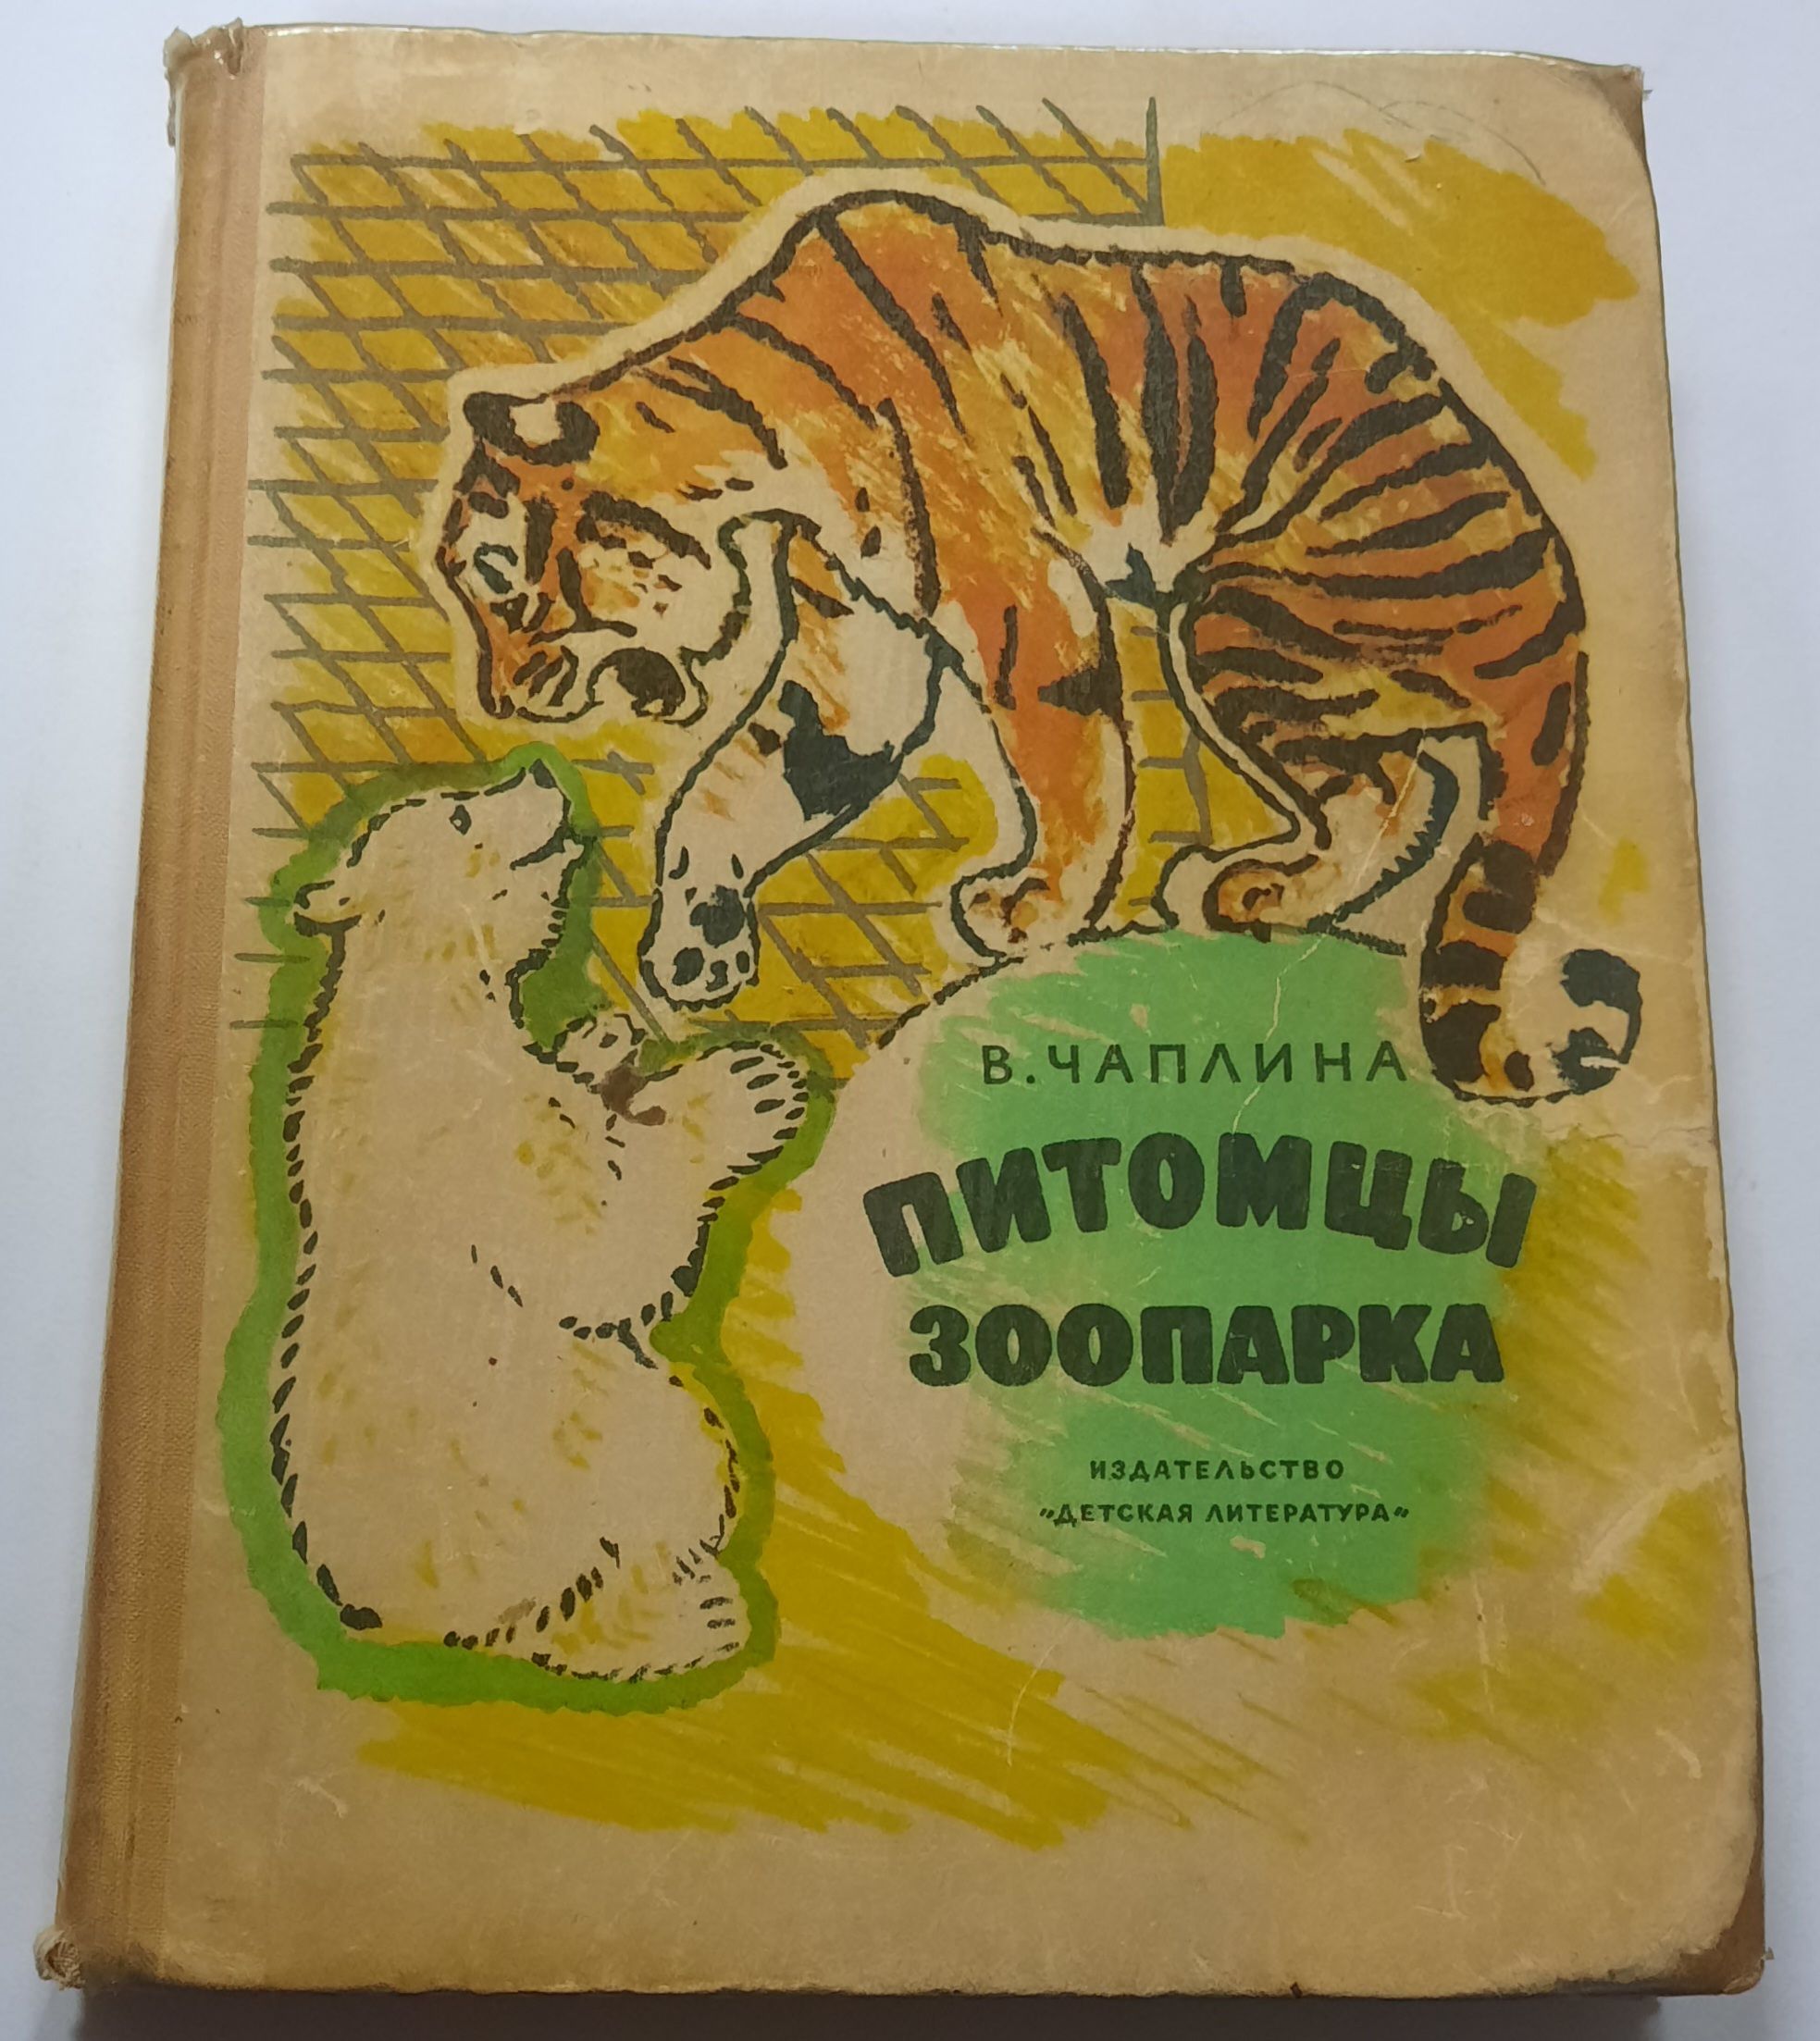 В. ЧАПЛИНА
ПИТОМЦЫ
ЗООПАРКА
ИЗДАТЕЛЬСТВО
"ДЕТСКАЯ ЛИТЕРАТУРА"